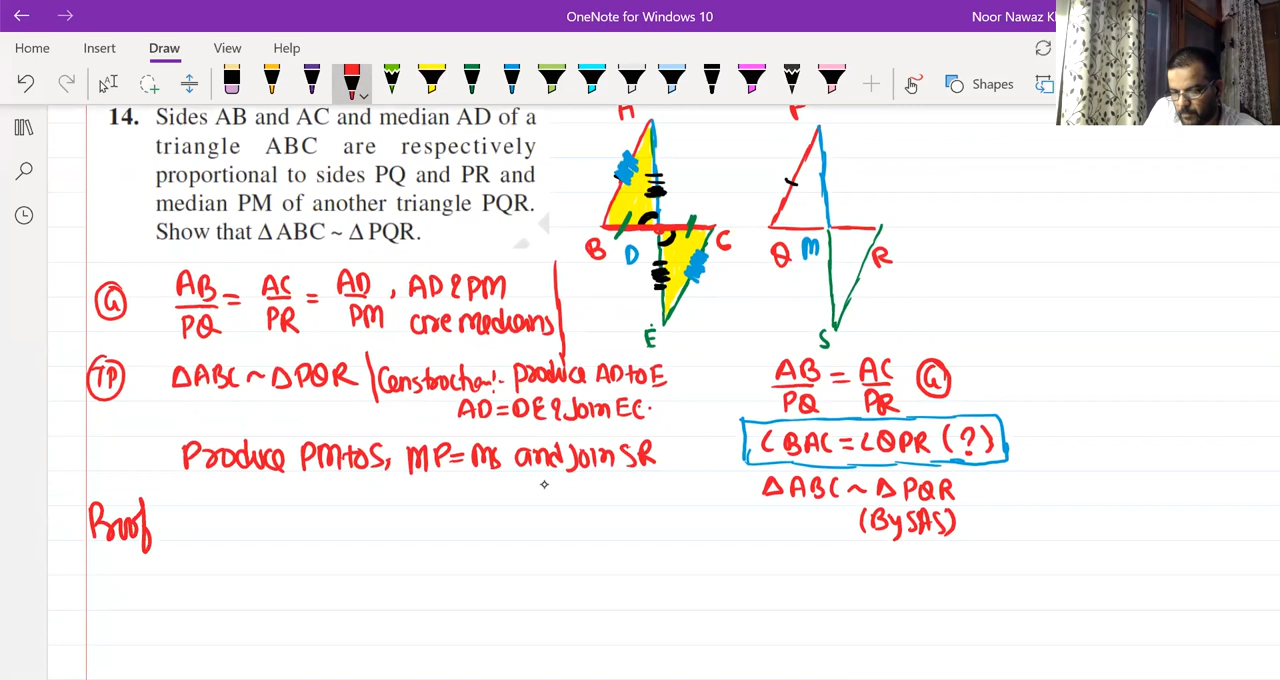 OneNote for Windows 10
Noor Nawaz Kh
Home Insert Draw View Help
Shapes
14. Sides AB and AC and median AD of a
triangle ABC are respectively
proportional to sides PQ and PR and
median PM of another triangle PQR.
Show that ΔABC ~ ΔPQR.
A
P
B D C
Q M R
E
S
G AB/PQ = AC/PR = AD/PM, AD & PM
are medians
TP ΔABC ~ ΔPQR | Construction:- Produce AD to E
AD = DE & Join EC.
Produce PM to S, MP = MS and Join SR
Proof
AB/PQ = AC/PR G
∠BAC = ∠QPR (?)
ΔABC ~ ΔPQR
(By SAS)